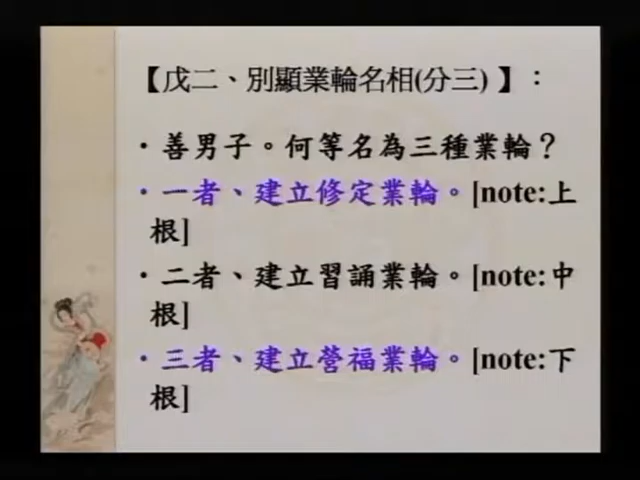 【戊二、別顯業輪名相(分三) 】：
・善男子。何等名為三種業輪？
・一者、建立修定業輪。[note:上
根]
・二者、建立習誦業輪。[note:中
根]
・三者、建立營福業輪。[note:下
根]